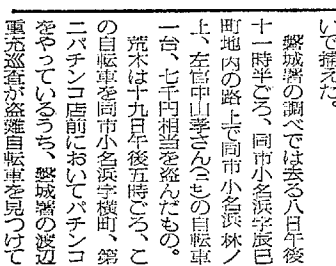 いて捕えた。
磐城署の調べでは去る八日午後
十一時半ごろ、同市小名浜字辰巳
町地内の路上で同市小名浜林ノ
上、左官中山孝さん の自転車
一台、七千円相当を盗んだもの。
荒木は十九日午後五時ごろ、こ
の自転車を同市小名浜字横町、第
二パチンコ店前においてパチンコ
をやっているうち、磐城署の渡辺
重充巡査が盗難自転車を見つけて